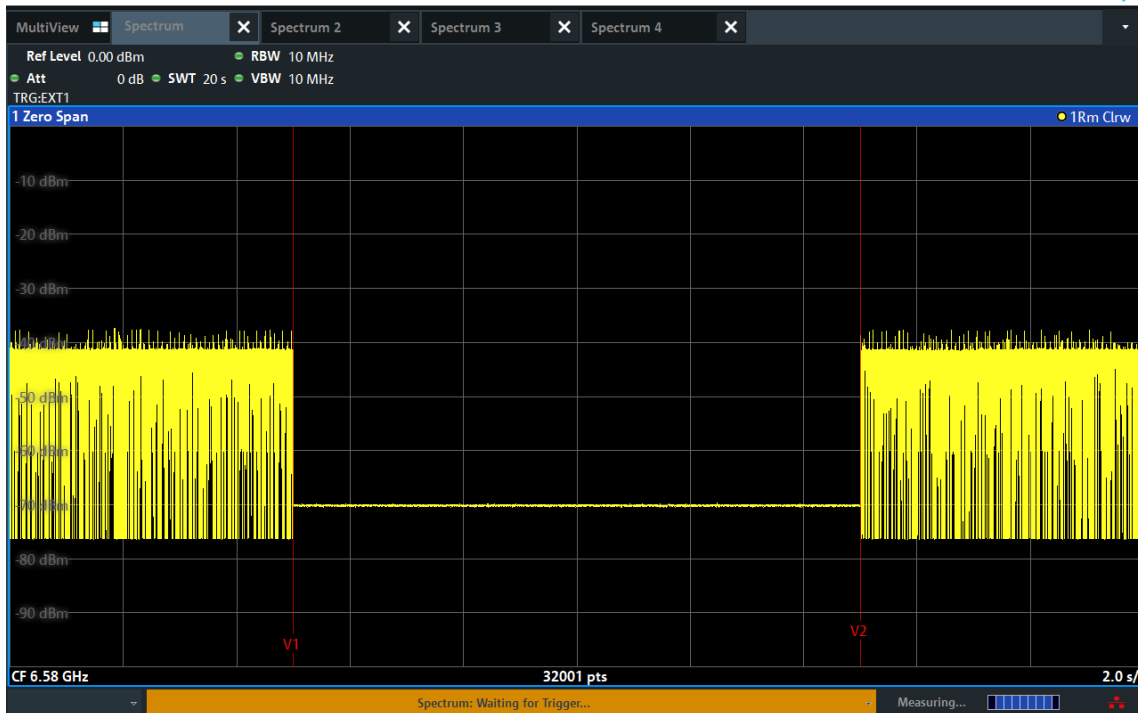 MultiView Spectrum Spectrum 2 Spectrum 3 Spectrum 4
Ref Level 0.00 dBm RBW 10 MHz
Att 0 dB SWT 20 s VBW 10 MHz
TRG:EXT1
1 Zero Span 1Rm Clrw
-10 dBm
-20 dBm
-30 dBm
-40 dBm
-50 dBm
-60 dBm
-70 dBm
-80 dBm
-90 dBm
V1 V2
CF 6.58 GHz 32001 pts 2.0 s/
Spectrum: Waiting for Trigger... Measuring...